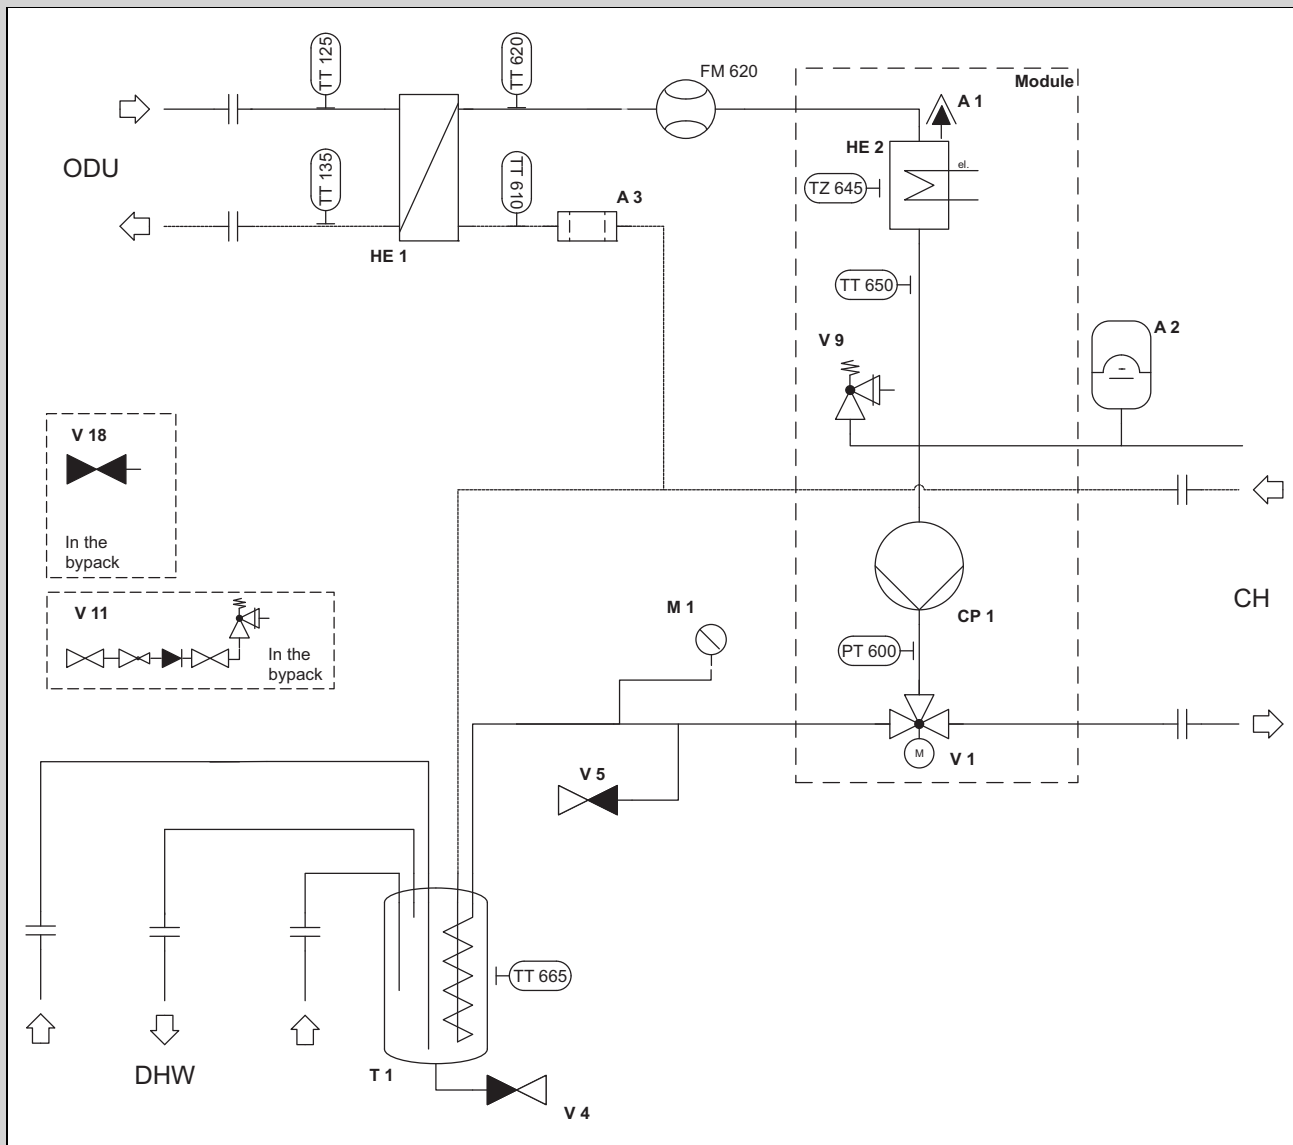 TT 125
TT 620
FM 620
Module
A 1
ODU
HE 2
el.
TT 135
TT 610
TZ 645
A 3
HE 1
TT 650
V 9
A 2
V 18
In the
bypack
CH
V 11
M 1
CP 1
In the
bypack
PT 600
M
V 1
V 5
TT 665
DHW
T 1
V 4